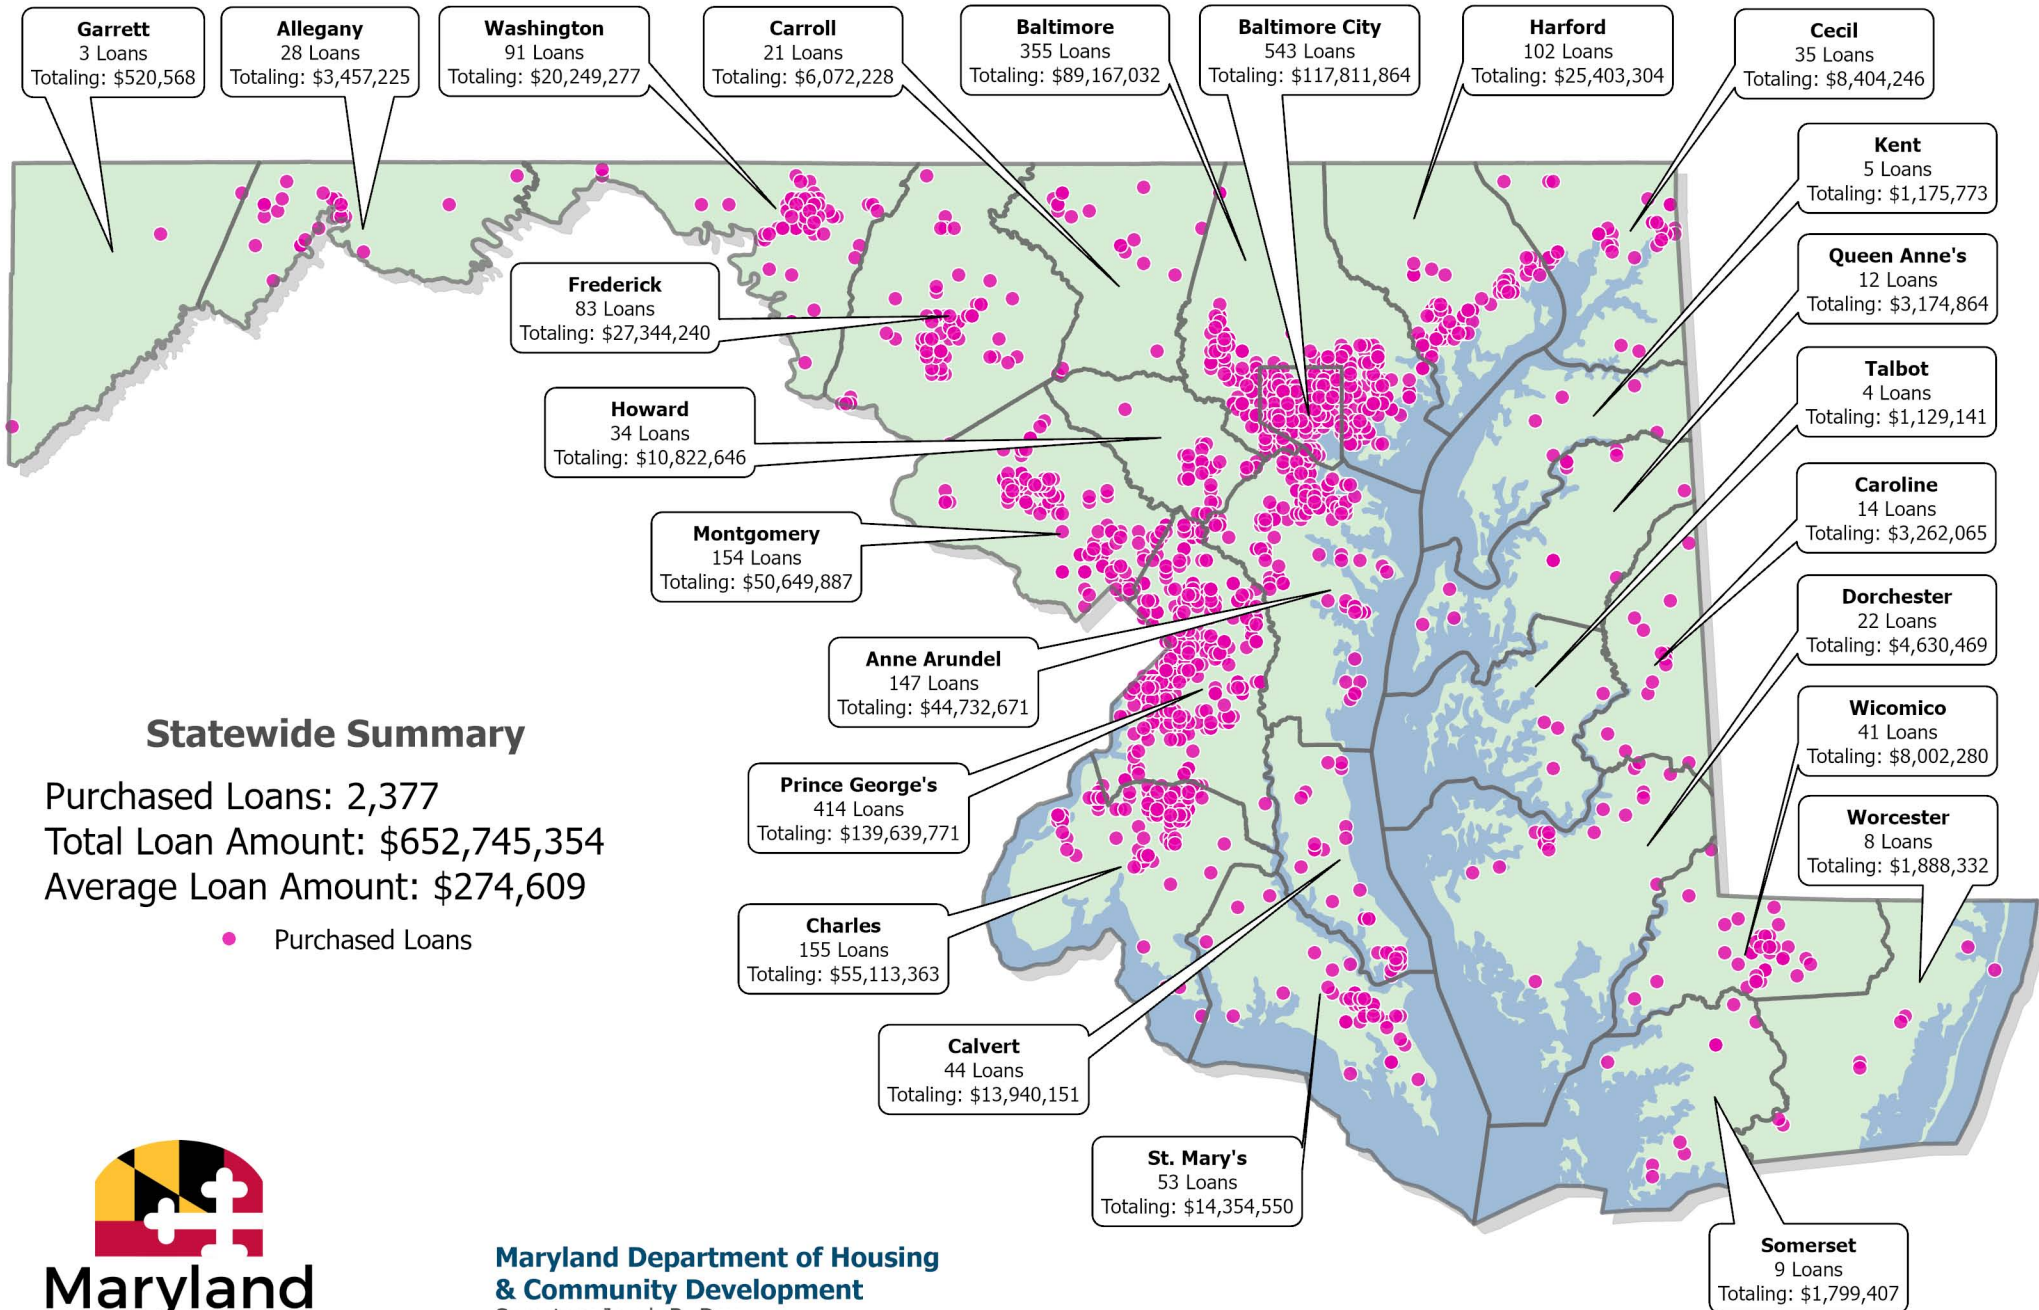 Garrett
3 Loans
Totaling: $520,568
Allegany
28 Loans
Totaling: $3,457,225
Washington
91 Loans
Totaling: $20,249,277
Carroll
21 Loans
Totaling: $6,072,228
Baltimore
355 Loans
Totaling: $89,167,032
Baltimore City
543 Loans
Totaling: $117,811,864
Harford
102 Loans
Totaling: $25,403,304
Cecil
35 Loans
Totaling: $8,404,246
Kent
5 Loans
Totaling: $1,175,773
Queen Anne's
12 Loans
Totaling: $3,174,864
Talbot
4 Loans
Totaling: $1,129,141
Caroline
14 Loans
Totaling: $3,262,065
Dorchester
22 Loans
Totaling: $4,630,469
Wicomico
41 Loans
Totaling: $8,002,280
Worcester
8 Loans
Totaling: $1,888,332
Frederick
83 Loans
Totaling: $27,344,240
Howard
34 Loans
Totaling: $10,822,646
Montgomery
154 Loans
Totaling: $50,649,887
Anne Arundel
147 Loans
Totaling: $44,732,671
Prince George's
414 Loans
Totaling: $139,639,771
Charles
155 Loans
Totaling: $55,113,363
Calvert
44 Loans
Totaling: $13,940,151
St. Mary's
53 Loans
Totaling: $14,354,550
Somerset
9 Loans
Totaling: $1,799,407
Statewide Summary
Purchased Loans: 2,377
Total Loan Amount: $652,745,354
Average Loan Amount: $274,609
Purchased Loans
Maryland
Maryland Department of Housing
& Community Development